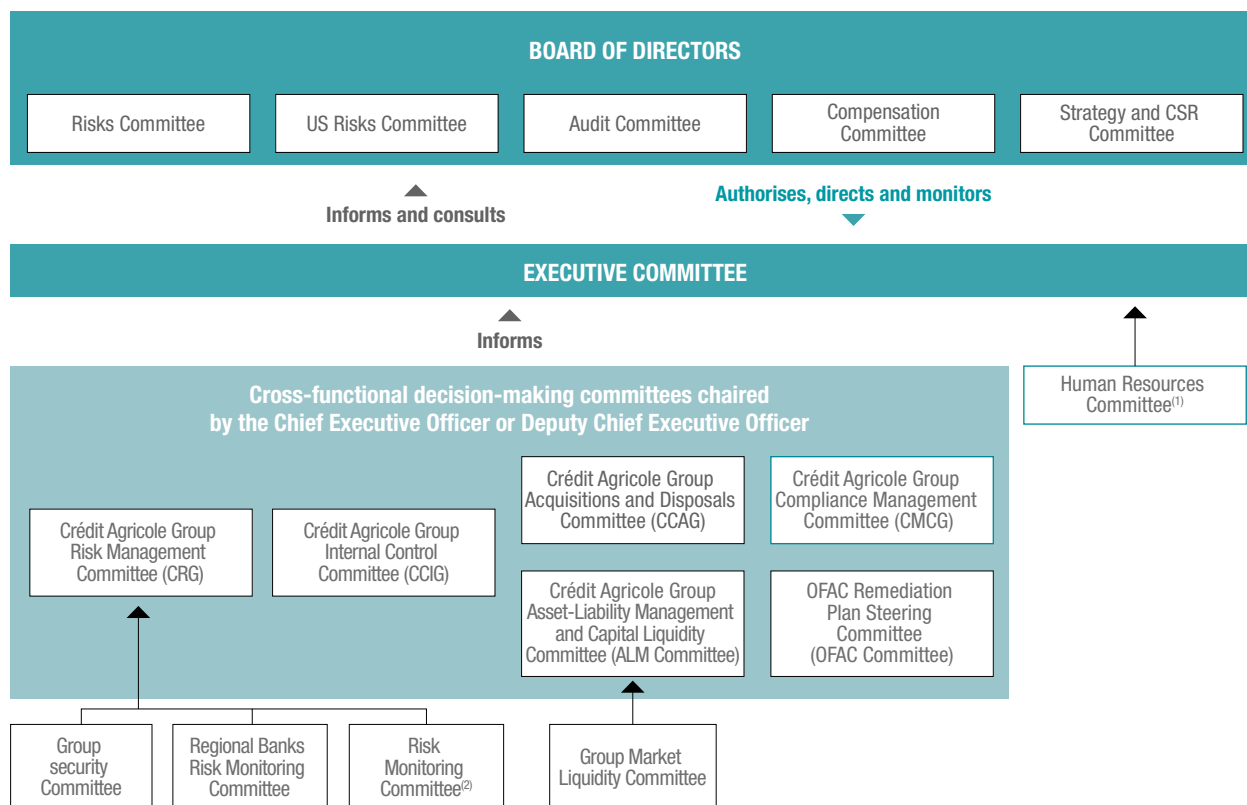 BOARD OF DIRECTORS
Risks Committee
US Risks Committee
Audit Committee
Compensation
Committee
Strategy and CSR
Committee
Informs and consults
Authorises, directs and monitors
EXECUTIVE COMMITTEE
Informs
Human Resources
Committee(1)
Cross-functional decision-making committees chaired
by the Chief Executive Officer or Deputy Chief Executive Officer
Crédit Agricole Group
Risk Management
Committee (CRG)
Crédit Agricole Group
Internal Control
Committee (CCIG)
Crédit Agricole Group
Acquisitions and Disposals
Committee (CCAG)
Crédit Agricole Group
Compliance Management
Committee (CMCG)
Crédit Agricole Group
Asset-Liability Management
and Capital Liquidity
Committee (ALM Committee)
OFAC Remediation
Plan Steering
Committee
(OFAC Committee)
Group
security
Committee
Regional Banks
Risk Monitoring
Committee
Risk
Monitoring
Committee(2)
Group Market
Liquidity Committee